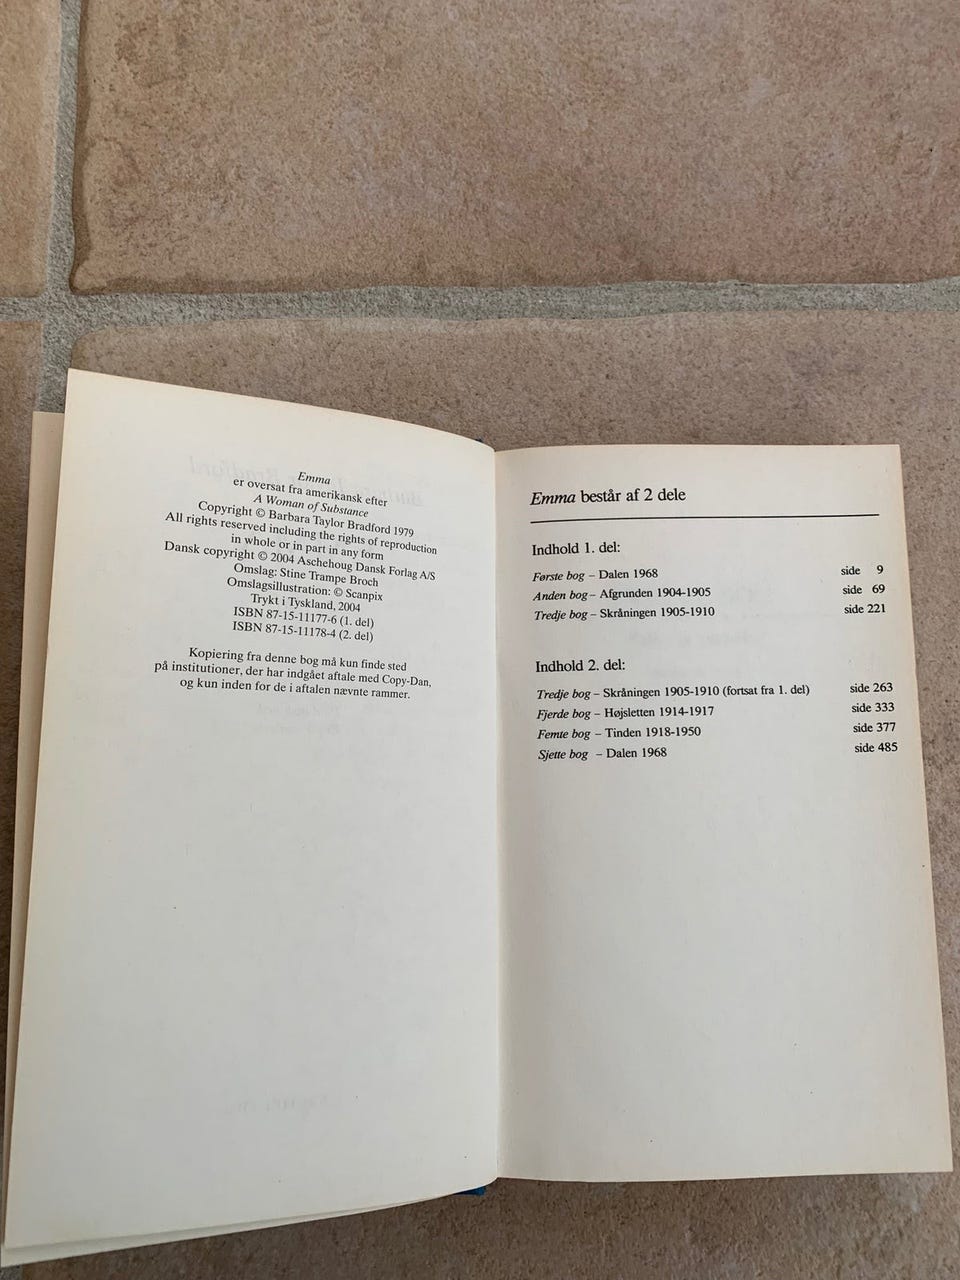 Emma
er oversat fra amerikansk efter
A Woman of Substance
Copyright © Barbara Taylor Bradford 1979
All rights reserved including the rights of reproduction
in whole or in part in any form
Dansk copyright © 2004 Aschehoug Dansk Forlag A/S
Omslag: Stine Trampe Broch
Omslagsillustration: © Scanpix
Trykt i Tyskland, 2004
ISBN 87-15-11177-6 (1. del)
ISBN 87-15-11178-4 (2. del)
Kopiering fra denne bog må kun finde sted
på institutioner, der har indgået aftale med Copy-Dan,
og kun inden for de i aftalen nævnte rammer.
Emma består af 2 dele
Indhold 1. del:
Første bog – Dalen 1968 side 9
Anden bog – Afgrunden 1904-1905 side 69
Tredje bog – Skråningen 1905-1910 side 221
Indhold 2. del:
Tredje bog – Skråningen 1905-1910 (fortsat fra 1. del) side 263
Fjerde bog – Højsletten 1914-1917 side 333
Femte bog – Tinden 1918-1950 side 377
Sjette bog – Dalen 1968 side 485